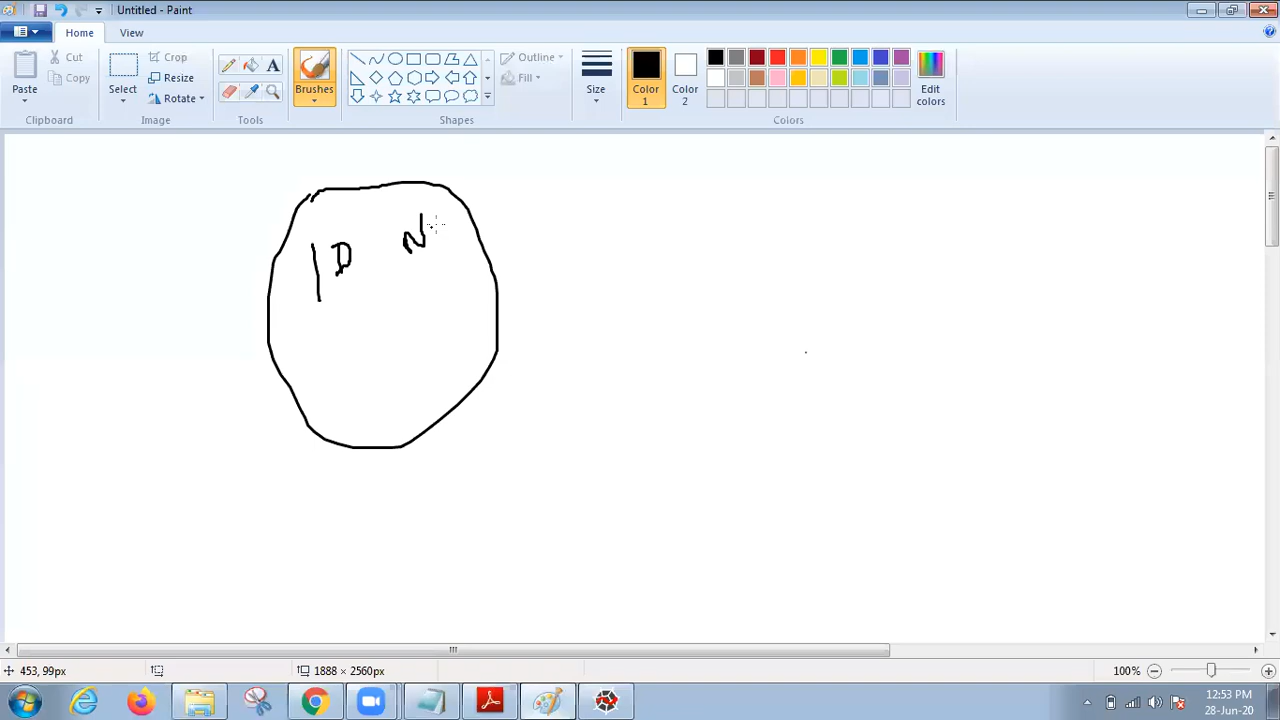 Untitled - Paint
Home View
Paste
Cut
Copy
Clipboard
Select
Crop
Resize
Rotate
Image
Tools
Brushes
Shapes
Outline
Fill
Size
Color 1
Color 2
Edit colors
Colors
ID N
453, 99px
1888 × 2560px
100%
12:53 PM
28-Jun-20